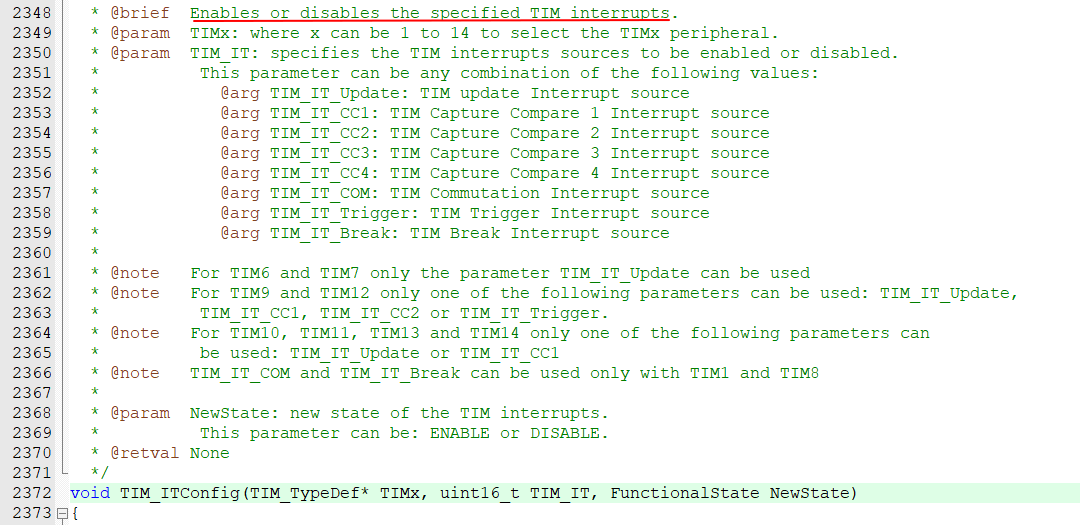 2348 * @brief Enables or disables the specified TIM interrupts.
2349 * @param TIMx: where x can be 1 to 14 to select the TIMx peripheral.
2350 * @param TIM_IT: specifies the TIM interrupts sources to be enabled or disabled.
2351 * This parameter can be any combination of the following values:
2352 * @arg TIM_IT_Update: TIM update Interrupt source
2353 * @arg TIM_IT_CC1: TIM Capture Compare 1 Interrupt source
2354 * @arg TIM_IT_CC2: TIM Capture Compare 2 Interrupt source
2355 * @arg TIM_IT_CC3: TIM Capture Compare 3 Interrupt source
2356 * @arg TIM_IT_CC4: TIM Capture Compare 4 Interrupt source
2357 * @arg TIM_IT_COM: TIM Commutation Interrupt source
2358 * @arg TIM_IT_Trigger: TIM Trigger Interrupt source
2359 * @arg TIM_IT_Break: TIM Break Interrupt source
2360 *
2361 * @note For TIM6 and TIM7 only the parameter TIM_IT_Update can be used
2362 * @note For TIM9 and TIM12 only one of the following parameters can be used: TIM_IT_Update,
2363 * TIM_IT_CC1, TIM_IT_CC2 or TIM_IT_Trigger.
2364 * @note For TIM10, TIM11, TIM13 and TIM14 only one of the following parameters can
2365 * be used: TIM_IT_Update or TIM_IT_CC1
2366 * @note TIM_IT_COM and TIM_IT_Break can be used only with TIM1 and TIM8
2367 *
2368 * @param NewState: new state of the TIM interrupts.
2369 * This parameter can be: ENABLE or DISABLE.
2370 * @retval None
2371 */
2372 void TIM_ITConfig(TIM_TypeDef* TIMx, uint16_t TIM_IT, FunctionalState NewState)
2373 {